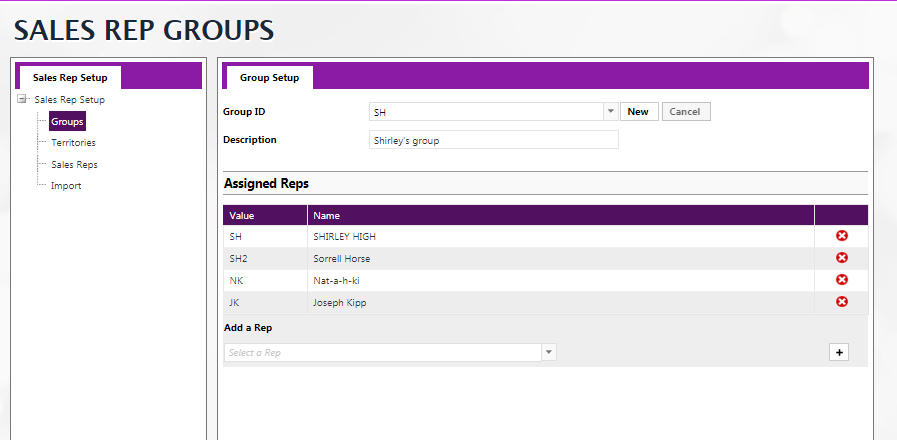 SALES REP GROUPS
Sales Rep Setup
Sales Rep Setup
Groups
Territories
Sales Reps
Import
Group Setup
Group ID SH New Cancel
Description Shirley's group
Assigned Reps
Value Name
SH SHIRLEY HIGH
SH2 Sorrell Horse
NK Nat-a-h-ki
JK Joseph Kipp
Add a Rep
Select a Rep +